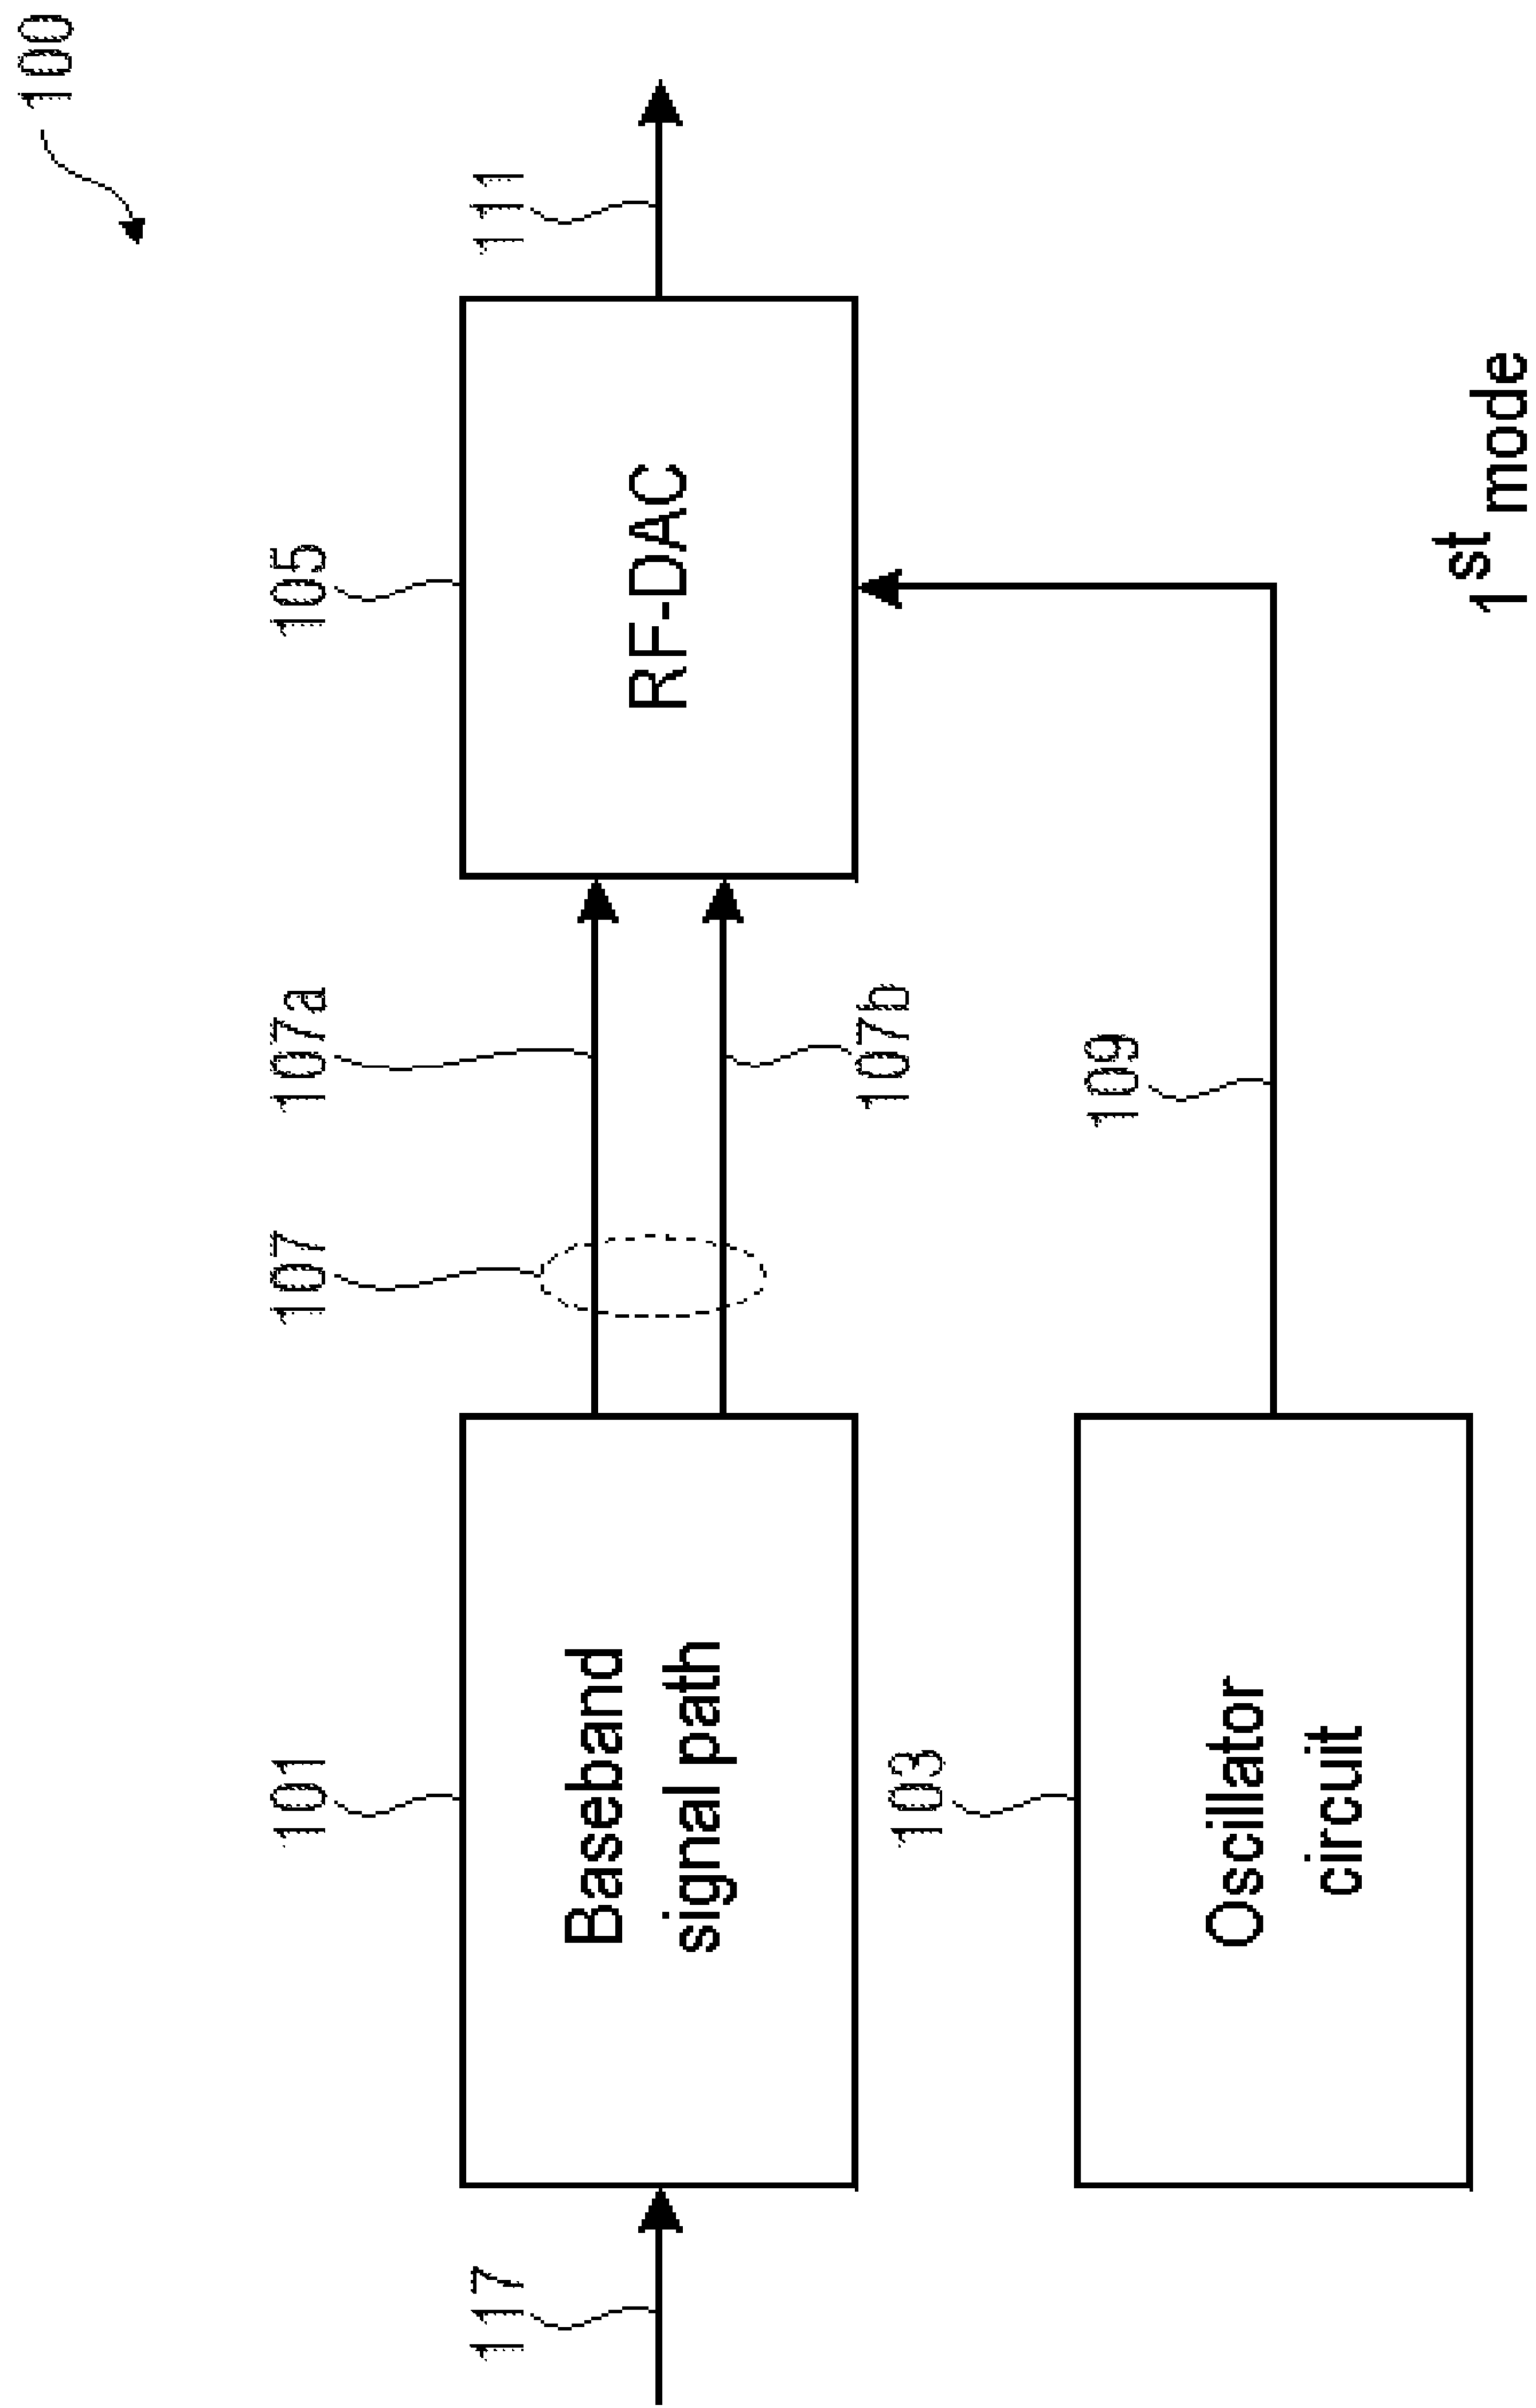 100
117
101
Baseband
signal path
107
107a
107b
105
RF-DAC
111
103
Oscillator
circuit
109
1st mode